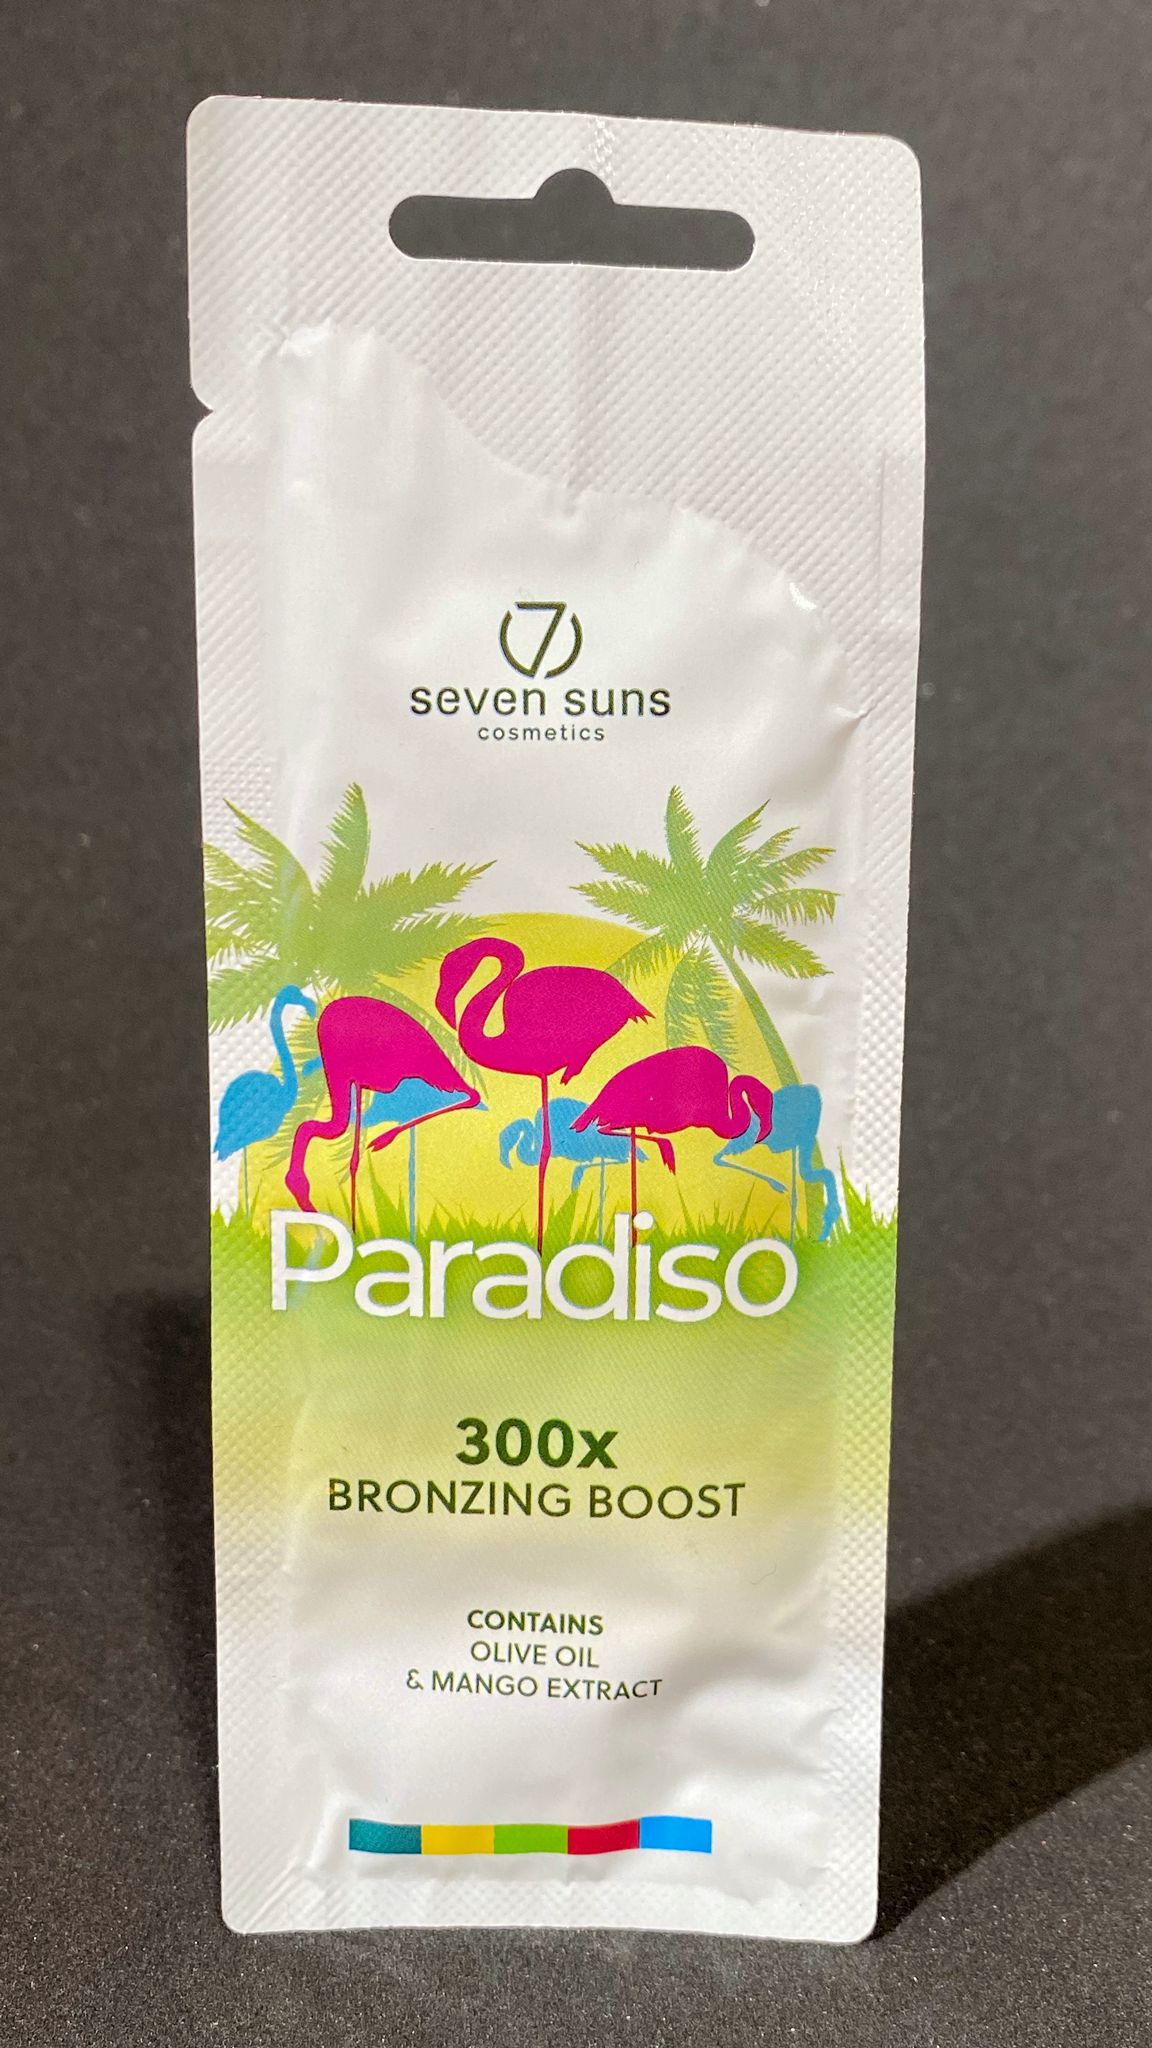 7
seven suns
cosmetics
Paradiso
300x
BRONZING BOOST
CONTAINS
OLIVE OIL
& MANGO EXTRACT